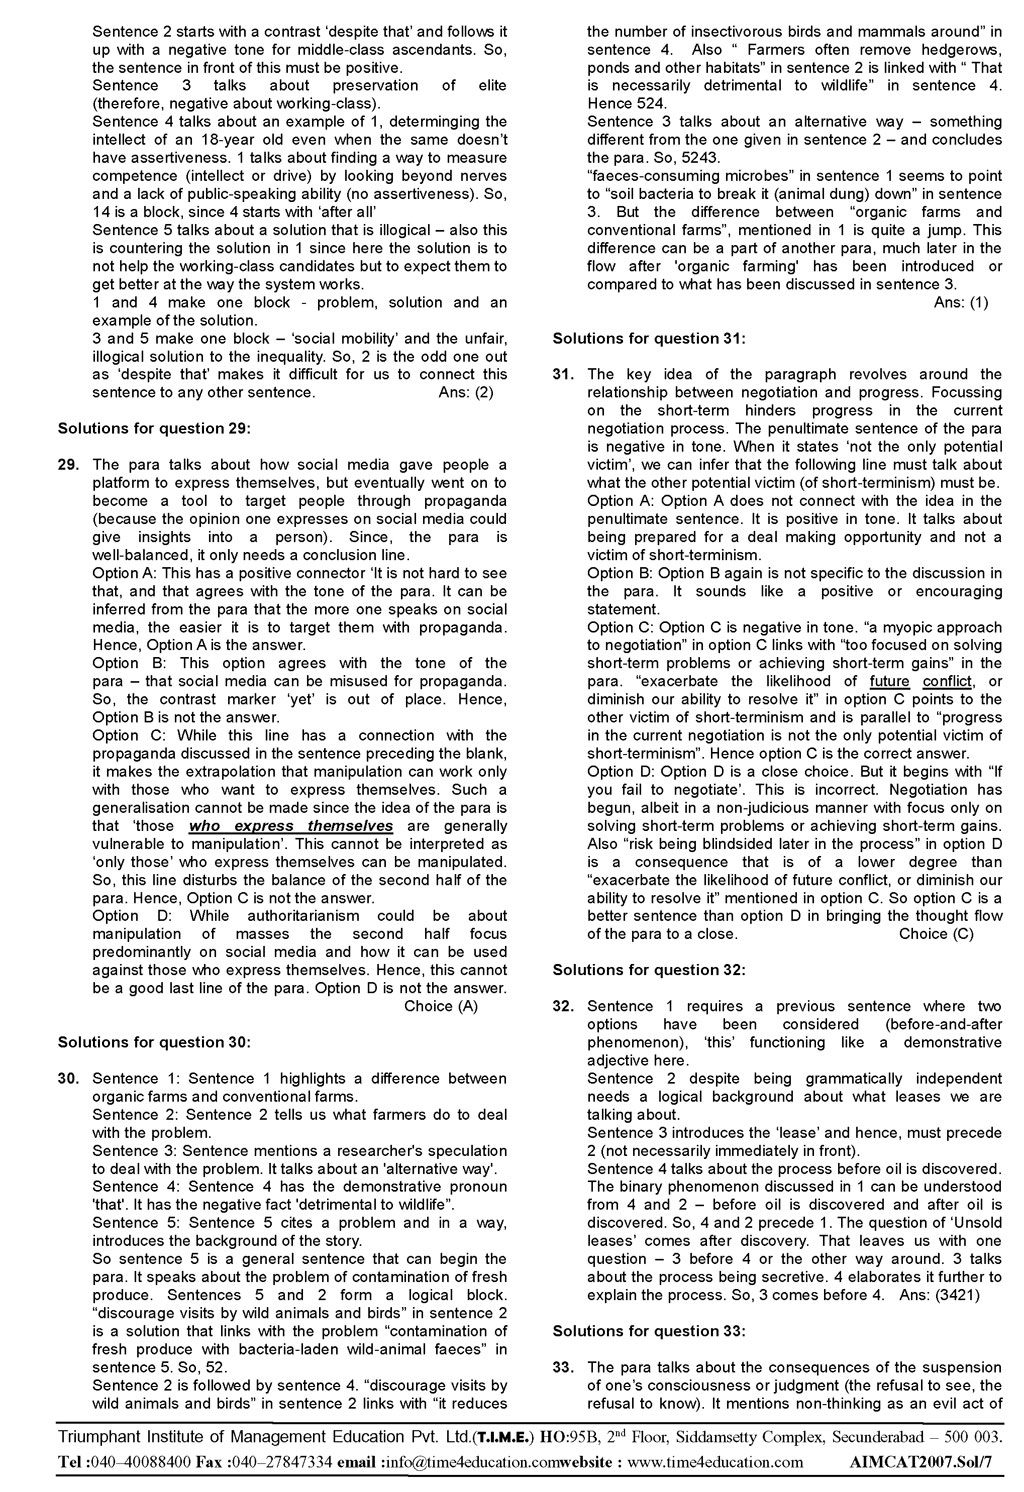 Sentence 2 starts with a contrast ‘despite that’ and follows it
up with a negative tone for middle-class ascendants. So,
the sentence in front of this must be positive.
Sentence 3 talks about preservation of elite
(therefore, negative about working-class).
Sentence 4 talks about an example of 1, determinging the
intellect of an 18-year old even when the same doesn’t
have assertiveness. 1 talks about finding a way to measure
competence (intellect or drive) by looking beyond nerves
and a lack of public-speaking ability (no assertiveness). So,
14 is a block, since 4 starts with ‘after all’
Sentence 5 talks about a solution that is illogical – also this
is countering the solution in 1 since here the solution is to
not help the working-class candidates but to expect them to
get better at the way the system works.
1 and 4 make one block - problem, solution and an
example of the solution.
3 and 5 make one block – ‘social mobility’ and the unfair,
illogical solution to the inequality. So, 2 is the odd one out
as ‘despite that’ makes it difficult for us to connect this
sentence to any other sentence. Ans: (2)
Solutions for question 29:
29. The para talks about how social media gave people a
platform to express themselves, but eventually went on to
become a tool to target people through propaganda
(because the opinion one expresses on social media could
give insights into a person). Since, the para is
well-balanced, it only needs a conclusion line.
Option A: This has a positive connector ‘It is not hard to see
that, and that agrees with the tone of the para. It can be
inferred from the para that the more one speaks on social
media, the easier it is to target them with propaganda.
Hence, Option A is the answer.
Option B: This option agrees with the tone of the
para – that social media can be misused for propaganda.
So, the contrast marker ‘yet’ is out of place. Hence,
Option B is not the answer.
Option C: While this line has a connection with the
propaganda discussed in the sentence preceding the blank,
it makes the extrapolation that manipulation can work only
with those who want to express themselves. Such a
generalisation cannot be made since the idea of the para is
that ‘those who express themselves are generally
vulnerable to manipulation’. This cannot be interpreted as
‘only those’ who express themselves can be manipulated.
So, this line disturbs the balance of the second half of the
para. Hence, Option C is not the answer.
Option D: While authoritarianism could be about
manipulation of masses the second half focus
predominantly on social media and how it can be used
against those who express themselves. Hence, this cannot
be a good last line of the para. Option D is not the answer.
Choice (A)
Solutions for question 30:
30. Sentence 1: Sentence 1 highlights a difference between
organic farms and conventional farms.
Sentence 2: Sentence 2 tells us what farmers do to deal
with the problem.
Sentence 3: Sentence mentions a researcher's speculation
to deal with the problem. It talks about an 'alternative way'.
Sentence 4: Sentence 4 has the demonstrative pronoun
'that'. It has the negative fact 'detrimental to wildlife”.
Sentence 5: Sentence 5 cites a problem and in a way,
introduces the background of the story.
So sentence 5 is a general sentence that can begin the
para. It speaks about the problem of contamination of fresh
produce. Sentences 5 and 2 form a logical block.
“discourage visits by wild animals and birds” in sentence 2
is a solution that links with the problem “contamination of
fresh produce with bacteria-laden wild-animal faeces” in
sentence 5. So, 52.
Sentence 2 is followed by sentence 4. “discourage visits by
wild animals and birds” in sentence 2 links with “it reduces
the number of insectivorous birds and mammals around” in
sentence 4. Also “ Farmers often remove hedgerows,
ponds and other habitats” in sentence 2 is linked with “ That
is necessarily detrimental to wildlife” in sentence 4.
Hence 524.
Sentence 3 talks about an alternative way – something
different from the one given in sentence 2 – and concludes
the para. So, 5243.
“faeces-consuming microbes” in sentence 1 seems to point
to “soil bacteria to break it (animal dung) down” in sentence
3. But the difference between “organic farms and
conventional farms”, mentioned in 1 is quite a jump. This
difference can be a part of another para, much later in the
flow after 'organic farming' has been introduced or
compared to what has been discussed in sentence 3.
Ans: (1)
Solutions for question 31:
31. The key idea of the paragraph revolves around the
relationship between negotiation and progress. Focussing
on the short-term hinders progress in the current
negotiation process. The penultimate sentence of the para
is negative in tone. When it states ‘not the only potential
victim’, we can infer that the following line must talk about
what the other potential victim (of short-terminism) must be.
Option A: Option A does not connect with the idea in the
penultimate sentence. It is positive in tone. It talks about
being prepared for a deal making opportunity and not a
victim of short-terminism.
Option B: Option B again is not specific to the discussion in
the para. It sounds like a positive or encouraging
statement.
Option C: Option C is negative in tone. “a myopic approach
to negotiation” in option C links with “too focused on solving
short-term problems or achieving short-term gains” in the
para. “exacerbate the likelihood of future conflict, or
diminish our ability to resolve it” in option C points to the
other victim of short-terminism and is parallel to “progress
in the current negotiation is not the only potential victim of
short-terminism”. Hence option C is the correct answer.
Option D: Option D is a close choice. But it begins with “If
you fail to negotiate’. This is incorrect. Negotiation has
begun, albeit in a non-judicious manner with focus only on
solving short-term problems or achieving short-term gains.
Also “risk being blindsided later in the process” in option D
is a consequence that is of a lower degree than
“exacerbate the likelihood of future conflict, or diminish our
ability to resolve it” mentioned in option C. So option C is a
better sentence than option D in bringing the thought flow
of the para to a close. Choice (C)
Solutions for question 32:
32. Sentence 1 requires a previous sentence where two
options have been considered (before-and-after
phenomenon), ‘this’ functioning like a demonstrative
adjective here.
Sentence 2 despite being grammatically independent
needs a logical background about what leases we are
talking about.
Sentence 3 introduces the ‘lease’ and hence, must precede
2 (not necessarily immediately in front).
Sentence 4 talks about the process before oil is discovered.
The binary phenomenon discussed in 1 can be understood
from 4 and 2 – before oil is discovered and after oil is
discovered. So, 4 and 2 precede 1. The question of ‘Unsold
leases’ comes after discovery. That leaves us with one
question – 3 before 4 or the other way around. 3 talks
about the process being secretive. 4 elaborates it further to
explain the process. So, 3 comes before 4. Ans: (3421)
Solutions for question 33:
33. The para talks about the consequences of the suspension
of one’s consciousness or judgment (the refusal to see, the
refusal to know). It mentions non-thinking as an evil act of
Triumphant Institute of Management Education Pvt. Ltd.(T.I.M.E.) HO:95B, 2nd Floor, Siddamsetty Complex, Secunderabad – 500 003.
Tel :040–40088400 Fax :040–27847334 email :info@time4education.comwebsite : www.time4education.com AIMCAT2007.Sol/7